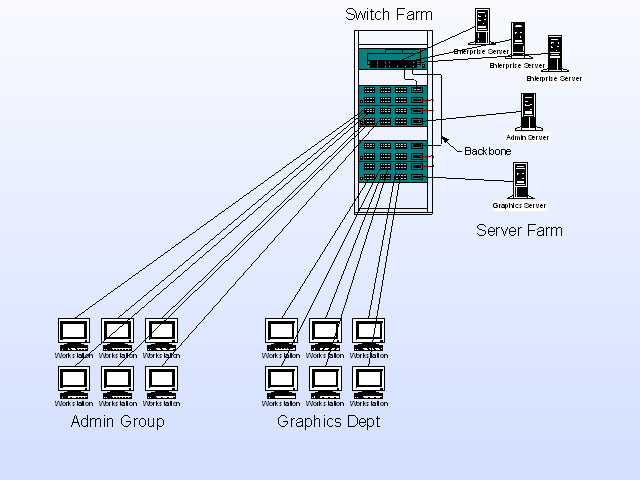 Switch Farm
Enterprise Server
Enterprise Server
Enterprise Server
Admin Server
Backbone
Graphics Server
Server Farm
Workstation Workstation Workstation Workstation Workstation Workstation
Workstation Workstation Workstation Workstation Workstation Workstation
Admin Group Graphics Dept